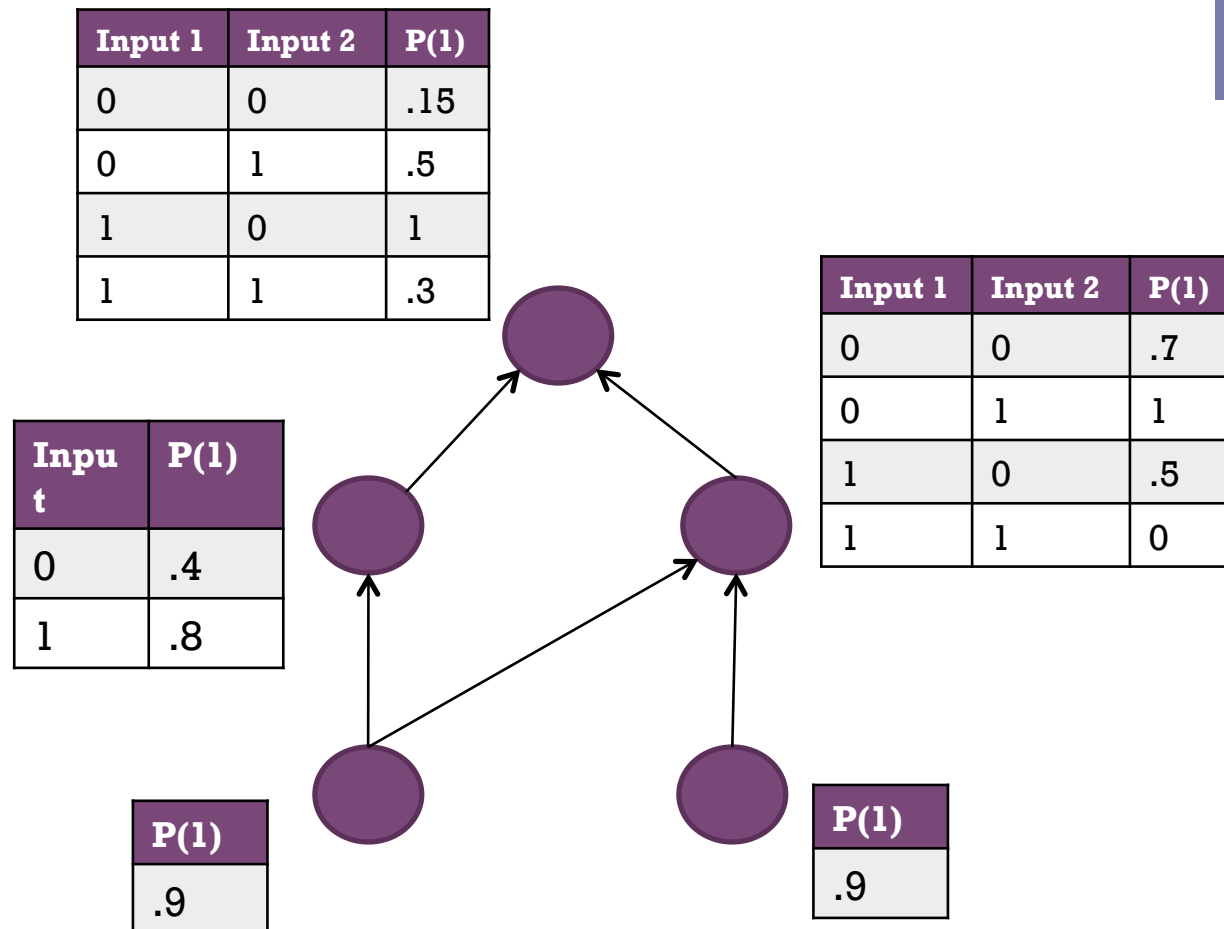 Input 1 Input 2 P(1)
0 0 .15
0 1 .5
1 0 1
1 1 .3
Input 1 Input 2 P(1)
0 0 .7
0 1 1
1 0 .5
1 1 0
Inpu P(1)
t
0 .4
1 .8
P(1)
.9
P(1)
.9